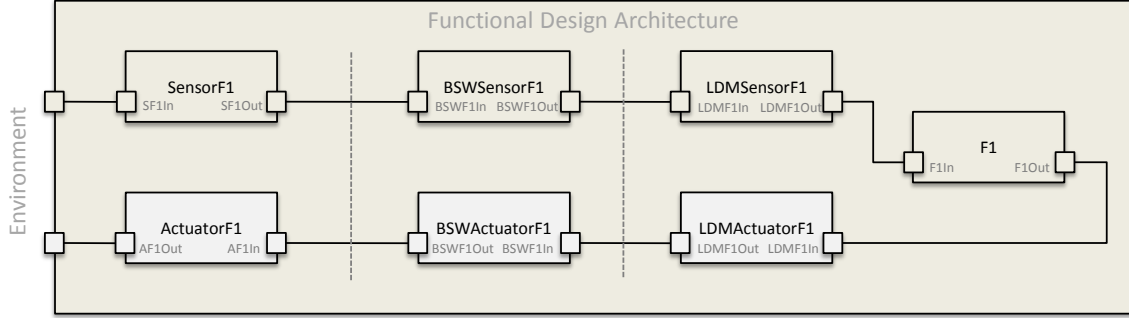 Functional Design Architecture
Environment
SensorF1
SF1In SF1Out
BSWSensorF1
BSWF1In BSWF1Out
LDMSensorF1
LDMF1In LDMF1Out
F1
F1In F1Out
ActuatorF1
AF1Out AF1In
BSWActuatorF1
BSWF1Out BSWF1In
LDMActuatorF1
LDMF1Out LDMF1In